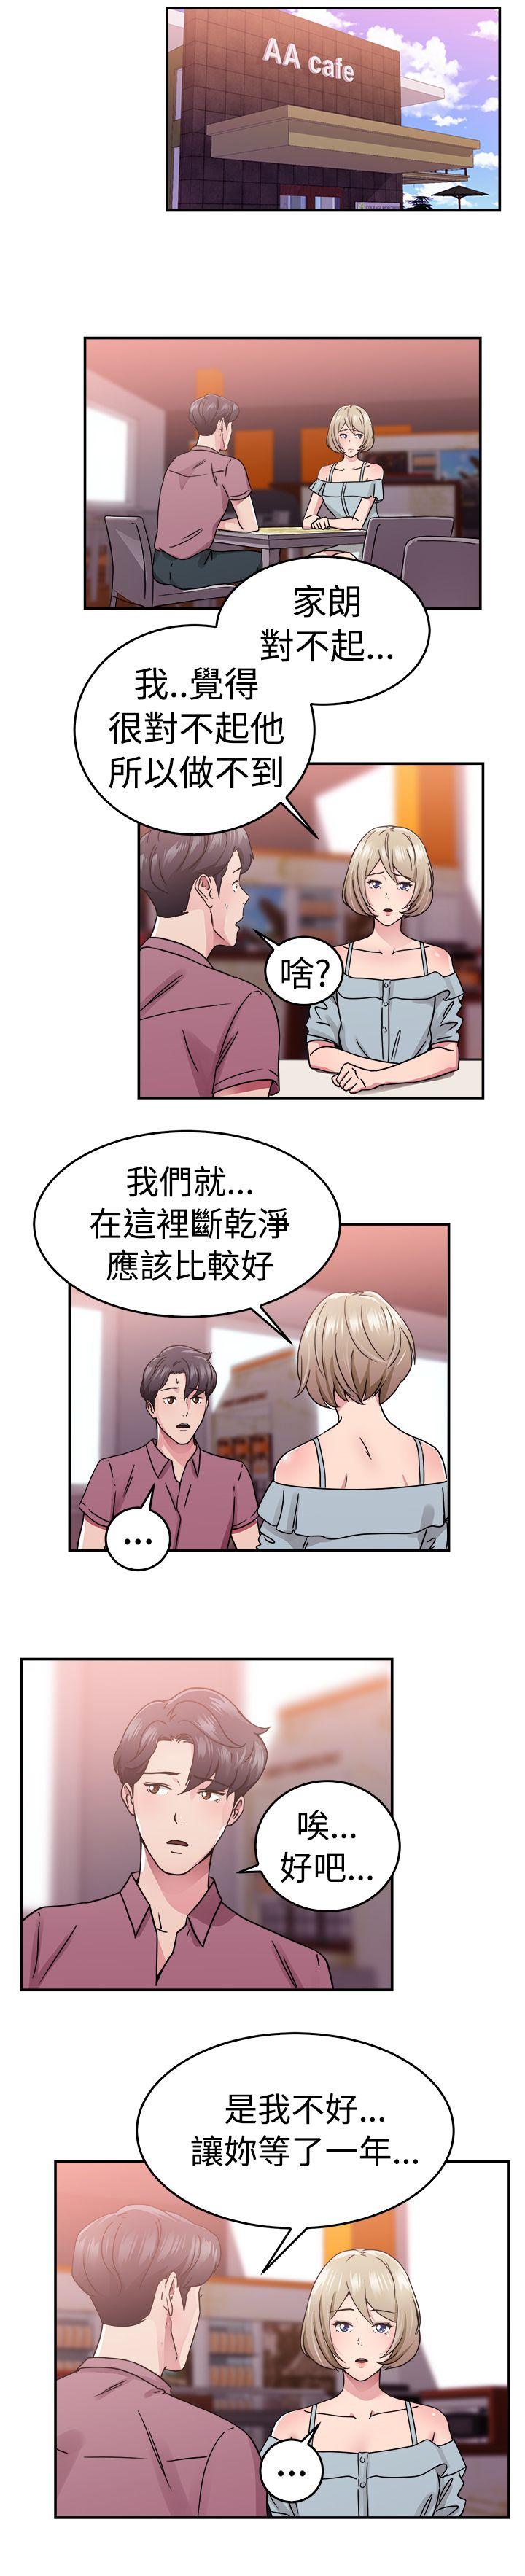 AA cafe
家朗
對不起...
我..覺得
很對不起他
所以做不到
啥?
我們就...
在這裡斷乾淨
應該比較好
...
唉...
好吧...
是我不好...
讓妳等了一年...
...